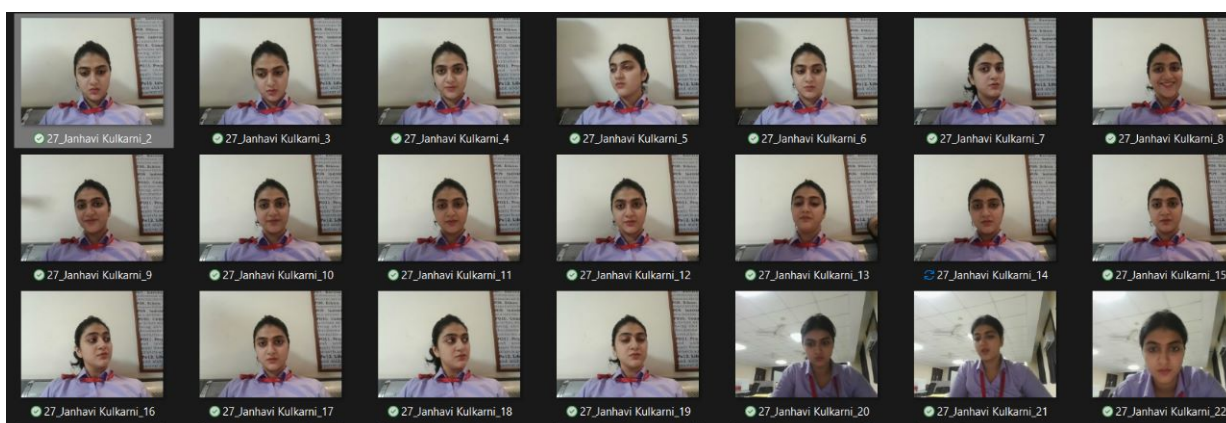 27_Janhavi Kulkarni_2 27_Janhavi Kulkarni_3 27_Janhavi Kulkarni_4 27_Janhavi Kulkarni_5 27_Janhavi Kulkarni_6 27_Janhavi Kulkarni_7 27_Janhavi Kulkarni_8
27_Janhavi Kulkarni_9 27_Janhavi Kulkarni_10 27_Janhavi Kulkarni_11 27_Janhavi Kulkarni_12 27_Janhavi Kulkarni_13 27_Janhavi Kulkarni_14 27_Janhavi Kulkarni_15
27_Janhavi Kulkarni_16 27_Janhavi Kulkarni_17 27_Janhavi Kulkarni_18 27_Janhavi Kulkarni_19 27_Janhavi Kulkarni_20 27_Janhavi Kulkarni_21 27_Janhavi Kulkarni_22